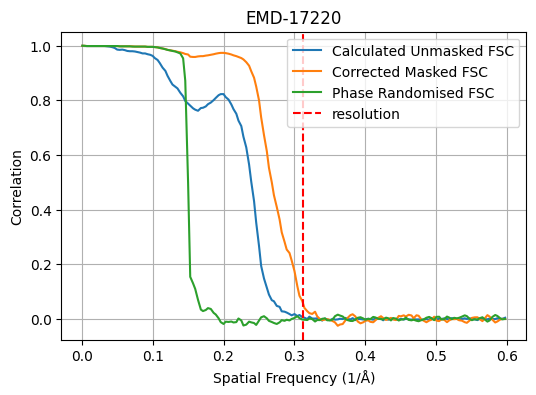 EMD-17220
Calculated Unmasked FSC
Corrected Masked FSC
Phase Randomised FSC
resolution
Correlation
1.0
0.8
0.6
0.4
0.2
0.0
0.0 0.1 0.2 0.3 0.4 0.5 0.6
Spatial Frequency (1/Å)